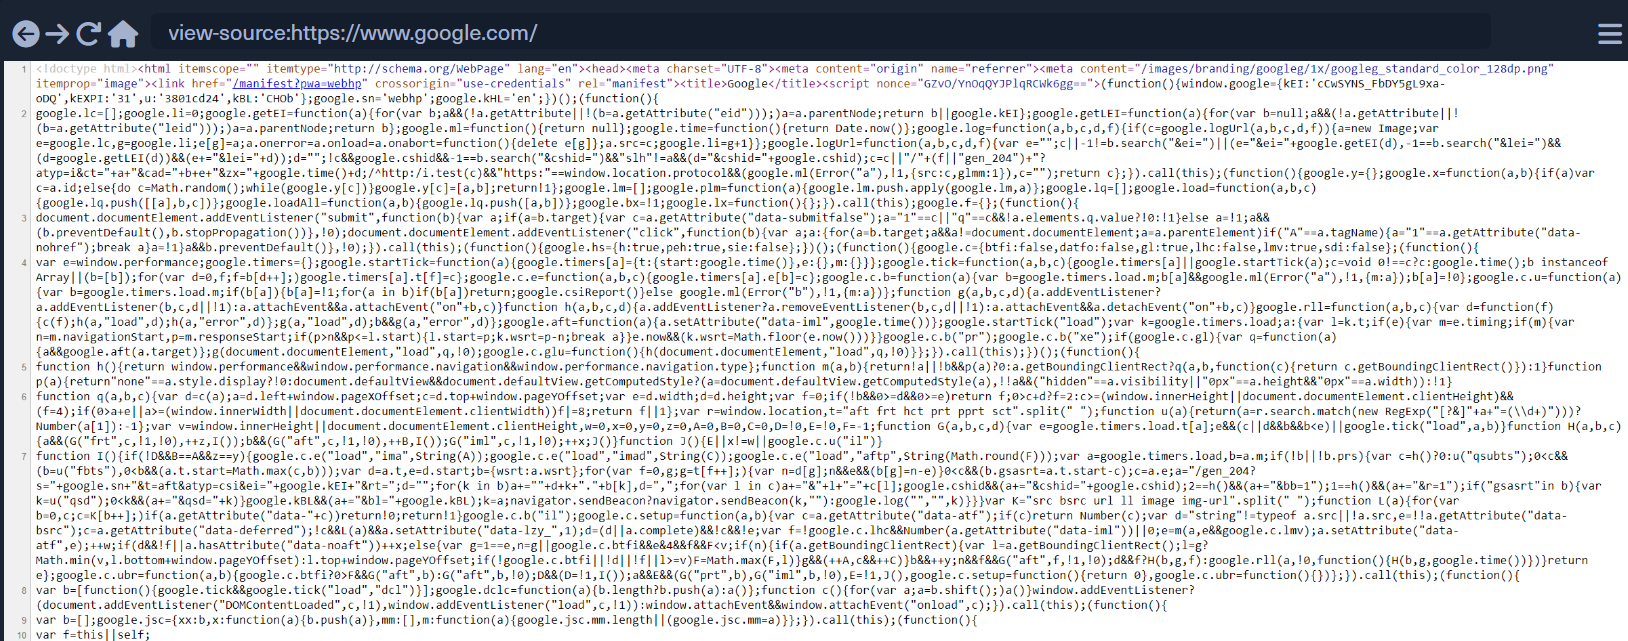 view-source:https://www.google.com/
1 <!doctype html><html itemscope="" itemtype="http://schema.org/WebPage" lang="en"><head><meta charset="UTF-8"><meta content="origin" name="referrer"><meta content="/images/branding/googleg/1x/googleg_standard_color_128dp.png"
itemprop="image"><link href="/manifest?pwa=webhp" crossorigin="use-credentials" rel="manifest"><title>Google</title><script nonce="GZvO/YnOqQYJPlqRCWk6gg==">(function(){window.google={kEI:'cCwSYNS_FbDY5gL9xa-
oDQ',kEXPI:'31',u:'3801cd24',kBL:'CHOb'};google.sn='webhp';google.kHL='en';})();(function(){
2 google.lc=[];google.li=0;google.getEI=function(a){for(var b;a&&(!a.getAttribute||!(b=a.getAttribute("eid")));)a=a.parentNode;return b||google.kEI};google.getLEI=function(a){for(var b=null;a&&(!a.getAttribute||!
(b=a.getAttribute("leid")));)a=a.parentNode;return b};google.ml=function(){return null};google.time=function(){return Date.now()};google.log=function(a,b,c,d,f){if(c=google.logUrl(a,b,c,d,f)){a=new Image;var
e=google.lc,g=google.li;e[g]=a;a.onerror=a.onload=a.onabort=function(){delete e[g]};a.src=c;google.li=g+1}};google.logUrl=function(a,b,c,d,f){var e="";c||-1!=b.search("&ei=")||(e="&ei="+google.getEI(d),-1==b.search("&lei=")&&
(d=google.getLEI(d))&&(e+="&lei="+d));d="";!c&&google.cshid&&-1==b.search("&cshid=")&&"slh"!=a&&(d="&cshid="+google.cshid);c=c||"/"+(f||"gen_204")+"?
atyp=i&ct="+a+"&cad="+b+e+"&zx="+google.time()+d;/^http:/i.test(c)&&"https:"==window.location.protocol&&(google.ml(Error("a"),!1,{src:c,glmm:1}),c="");return c};}).call(this);(function(){google.y={};google.x=function(a,b){if(a)var
c=a.id;else{do c=Math.random();while(google.y[c])}google.y[c]=[a,b];return!1};google.lm=[];google.plm=function(a){google.lm.push.apply(google.lm,a)};google.lq=[];google.load=function(a,b,c)
{google.lq.push([[a],b,c])};google.loadAll=function(a,b){google.lq.push([a,b])};google.bx=!1;google.lx=function(){};}).call(this);google.f={};(function(){
3 document.documentElement.addEventListener("submit",function(b){var a;if(a=b.target){var c=a.getAttribute("data-submitfalse");a="1"==c||"q"==c&&!a.elements.q.value?!0:!1}else a=!1;a&&
(b.preventDefault(),b.stopPropagation())},!0);document.documentElement.addEventListener("click",function(b){var a;a:{for(a=b.target;a&&a!=document.documentElement;a=a.parentElement)if("A"==a.tagName){a="1"==a.getAttribute("data-
nohref");break a}a=!1}a&&b.preventDefault()},!0);}).call(this);(function(){google.hs={h:true,peh:true,sie:false};})();(function(){google.c={btfi:false,datfo:false,gl:true,lhc:false,lmv:true,sdi:false};(function(){
4 var e=window.performance;google.timers={};google.startTick=function(a){google.timers[a]={t:{start:google.time()},e:{},m:{}}};google.tick=function(a,b,c){google.timers[a]||google.startTick(a);c=void 0!==c?c:google.time();b instanceof
Array||(b=[b]);for(var d=0,f;f=b[d++];)google.timers[a].t[f]=c};google.c.e=function(a,b,c){google.timers[a].e[b]=c};google.c.b=function(a){var b=google.timers.load.m;b[a]&&google.ml(Error("a"),!1,{m:a});b[a]=!0};google.c.u=function(a)
{var b=google.timers.load.m;if(b[a]){b[a]=!1;for(a in b)if(b[a])return;google.csiReport()}else google.ml(Error("b"),!1,{m:a})};function g(a,b,c,d){a.addEventListener?
a.addEventListener(b,c,d||!1):a.attachEvent&&a.attachEvent("on"+b,c)}function h(a,b,c,d){a.addEventListener?a.removeEventListener(b,c,d||!1):a.attachEvent&&a.detachEvent("on"+b,c)}google.rll=function(a,b,c){var d=function(f)
{c(f);h(a,"load",d);h(a,"error",d)};g(a,"load",d);b&&g(a,"error",d)};google.aft=function(a){a.setAttribute("data-iml",google.time())};google.startTick("load");var k=google.timers.load;a:{var l=k.t;if(e){var m=e.timing;if(m){var
n=m.navigationStart,p=m.responseStart;if(p>n&&p<=l.start){l.start=p;k.wsrt=p-n;break a}}e.now&&(k.wsrt=Math.floor(e.now()))}}google.c.b("pr");google.c.b("xe");if(google.c.gl){var q=function(a)
{a&&google.aft(a.target)};g(document.documentElement,"load",q,!0);google.c.glu=function(){h(document.documentElement,"load",q,!0)}};}).call(this);})();(function(){
5 function h(){return window.performance&&window.performance.navigation&&window.performance.navigation.type};function m(a,b){return!a||!b&&p(a)?0:a.getBoundingClientRect?q(a,b,function(c){return c.getBoundingClientRect()}):1}function
p(a){return"none"==a.style.display?!0:document.defaultView&&document.defaultView.getComputedStyle?(a=document.defaultView.getComputedStyle(a),!!a&&("hidden"==a.visibility||"0px"==a.height&&"0px"==a.width)):!1}
6 function q(a,b,c){var d=c(a);a=d.left+window.pageXOffset;c=d.top+window.pageYOffset;var e=d.width;d=d.height;var f=0;if(!b&&0>=d&&0>=e)return f;0>c+d?f=2:c>=(window.innerHeight||document.documentElement.clientHeight)&&
(f=4);if(0>a+e||a>=(window.innerWidth||document.documentElement.clientWidth))f|=8;return f||1};var r=window.location,t="aft frt hct prt pprt sct".split(" ");function u(a){return(a=r.search.match(new RegExp("[?&]"+a+"=(\\d+)")))?
Number(a[1]):-1};var v=window.innerHeight||document.documentElement.clientHeight,w=0,x=0,y=0,z=0,A=0,B=0,C=0,D=!0,E=!0,F=-1;function G(a,b,c,d){var e=google.timers.load.t[a];e&&(c||d&&b&&b<e)||google.tick("load",a,b)}function H(a,b,c)
{a&&(G("frt",c,!1,!0),++z,I());b&&(G("aft",c,!1,!0),++B,I());G("iml",c,!1,!0);++x;J()}function J(){E||x!=w||google.c.u("il")}
7 function I(){if(!D&&B==A&&z==y){google.c.e("load","ima",String(A));google.c.e("load","imad",String(C));google.c.e("load","aftp",String(Math.round(F)));var a=google.timers.load,b=a.m;if(!b||!b.prs){var c=h()?0:u("qsubts");0<c&&
(b=u("fbts"),0<b&&(a.t.start=Math.max(c,b)));var d=a.t,e=d.start;b={wsrt:a.wsrt};for(var f=0,g;g=t[f++];){var n=d[g];n&&e&&(b[g]=n-e)}0<c&&(b.gsasrt=a.t.start-c);c=a.e;a="/gen_204?
s="+google.sn+"&t=aft&atyp=csi&ei="+google.kEI+"&rt=";d="";for(k in b)a+=""+d+k+"."+b[k],d=",";for(var l in c)a+="&"+l+"="+c[l];google.cshid&&(a+="&cshid="+google.cshid);2==h()&&(a+="&bb=1");1==h()&&(a+="&r=1");if("gsasrt"in b){var
k=u("qsd");0<k&&(a+="&qsd="+k)}google.kBL&&(a+="&bl="+google.kBL);k=a;navigator.sendBeacon?navigator.sendBeacon(k,""):google.log("","",k)}}}var K="src bsrc url ll image img-url".split(" ");function L(a){for(var
b=0,c;c=K[b++];)if(a.getAttribute("data-"+c))return!0;return!1}google.c.b("il");google.c.setup=function(a,b){var c=a.getAttribute("data-atf");if(c)return Number(c);var d="string"!=typeof a.src||!a.src,e=!!a.getAttribute("data-
bsrc");c=a.getAttribute("data-deferred");!c&&L(a)&&a.setAttribute("data-lzy_",1);d=(d||a.complete)&&!c&&!e;var f=!google.c.lhc&&Number(a.getAttribute("data-iml"))||0;e=m(a,e&&google.c.lmv);a.setAttribute("data-
atf",e);++w;if(d&&!f||a.hasAttribute("data-noaft"))++x;else{var g=1==e,n=g||google.c.btfi&&e&4&&f&&F<v;if(n){if(a.getBoundingClientRect){var l=a.getBoundingClientRect();l=g?
Math.min(v,l.bottom+window.pageYOffset):l.top+window.pageYOffset;if(!google.c.btfi||!d||!f||l>=v)F=Math.max(F,l)}g&&(++A,c&&++C)}b&&++y;n&&f&&G("aft",f,!1,!0);d&&f?H(b,g,f):google.rll(a,!0,function(){H(b,g,google.time())})}return
e};google.c.ubr=function(a,b){google.c.btfi?0>F&&G("aft",b):G("aft",b,!0);D&&(D=!1,I());a&&E&&(G("prt",b),G("iml",b,!0),E=!1,J(),google.c.setup=function(){return 0},google.c.ubr=function(){})};}).call(this);(function(){
8 var b=[function(){google.tick&&google.tick("load","dcl")}];google.dclc=function(a){b.length?b.push(a):a()};function c(){for(var a;a=b.shift();)a()}window.addEventListener?
(document.addEventListener("DOMContentLoaded",c,!1),window.addEventListener("load",c,!1)):window.attachEvent&&window.attachEvent("onload",c);}).call(this);(function(){
9 var b=[];google.jsc={xx:b,x:function(a){b.push(a)},mm:[],m:function(a){google.jsc.mm.length||(google.jsc.mm=a)}};}).call(this);(function(){
10 var f=this||self;